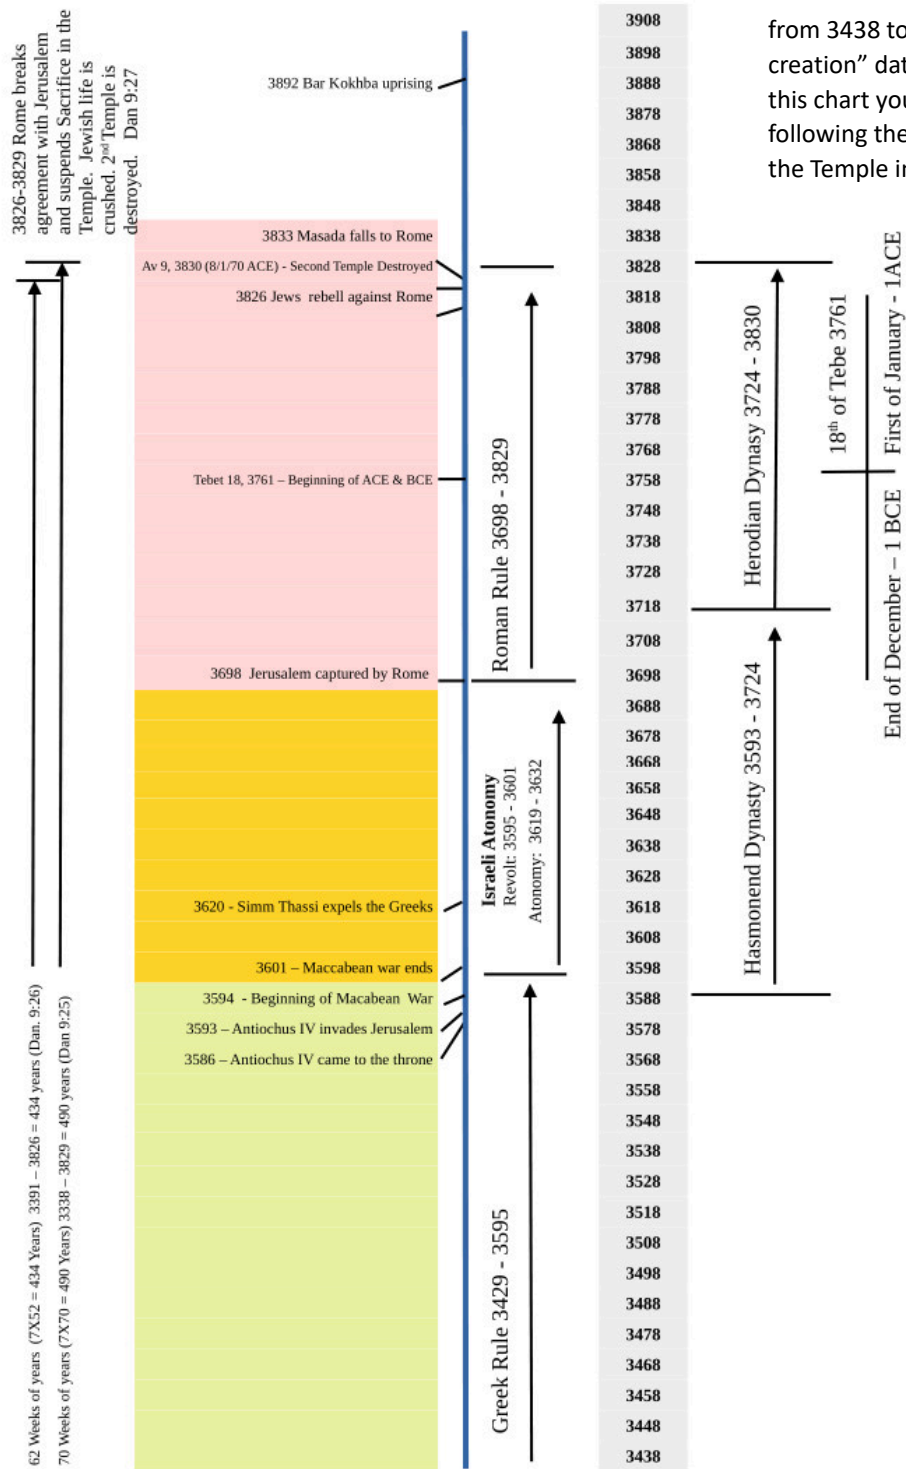 3826-3829 Rome breaks
agreement with Jerusalem
and suspends Sacrifice in the
Temple. Jewish life is
crushed. 2nd Temple is
destroyed. Dan 9:27
62 Weeks of years (7X52 = 434 Years) 3391 – 3826 = 434 years (Dan. 9:26)
70 Weeks of years (7X70 = 490 Years) 3338 – 3829 = 490 years (Dan 9:25)
3892 Bar Kokhba uprising
3833 Masada falls to Rome
Av 9, 3830 (8/1/70 ACE) - Second Temple Destroyed
3826 Jews rebell against Rome
Tebet 18, 3761 – Beginning of ACE & BCE
3698 Jerusalem captured by Rome
3620 - Simm Thassi expels the Greeks
3601 – Maccabean war ends
3594 - Beginning of Macabean War
3593 – Antiochus IV invades Jerusalem
3586 – Antiochus IV came to the throne
Roman Rule 3698 - 3829
Israeli Atonomy
Revolt: 3595 - 3601
Atonomy: 3619 - 3632
Greek Rule 3429 - 3595
3908
3898
3888
3878
3868
3858
3848
3838
3828
3818
3808
3798
3788
3778
3768
3758
3748
3738
3728
3718
3708
3698
3688
3678
3668
3658
3648
3638
3628
3618
3608
3598
3588
3578
3568
3558
3548
3538
3528
3518
3508
3498
3488
3478
3468
3458
3448
3438
from 3438 to
creation” dat
this chart you
following the
the Temple in
Herodian Dynasy 3724 - 3830
Hasmonend Dynasty 3593 - 3724
18th of Tebe 3761
End of December – 1 BCE First of January - 1ACE